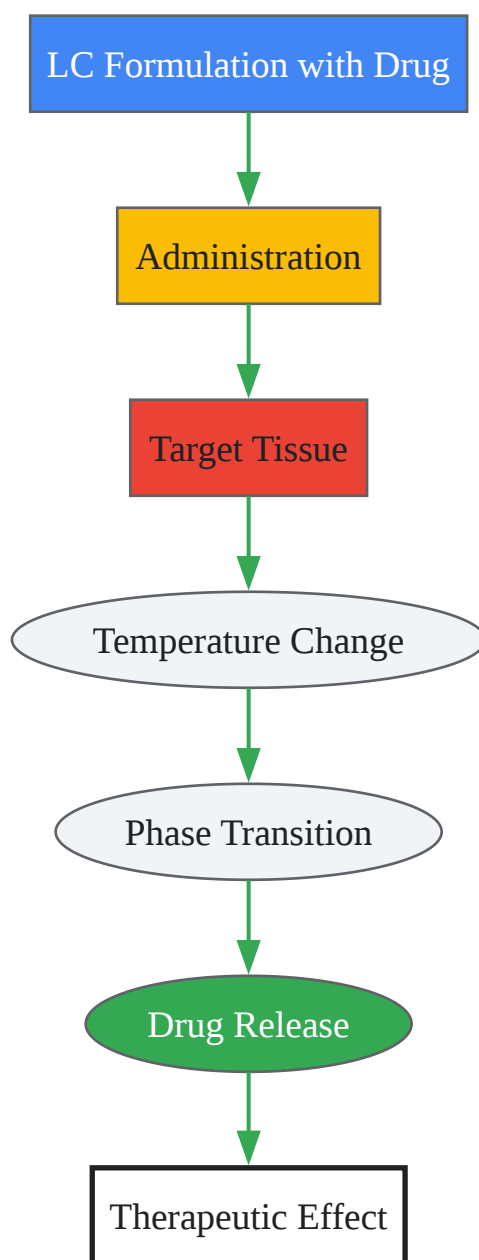 LC Formulation with Drug
Administration
Target Tissue
Temperature Change
Phase Transition
Drug Release
Therapeutic Effect